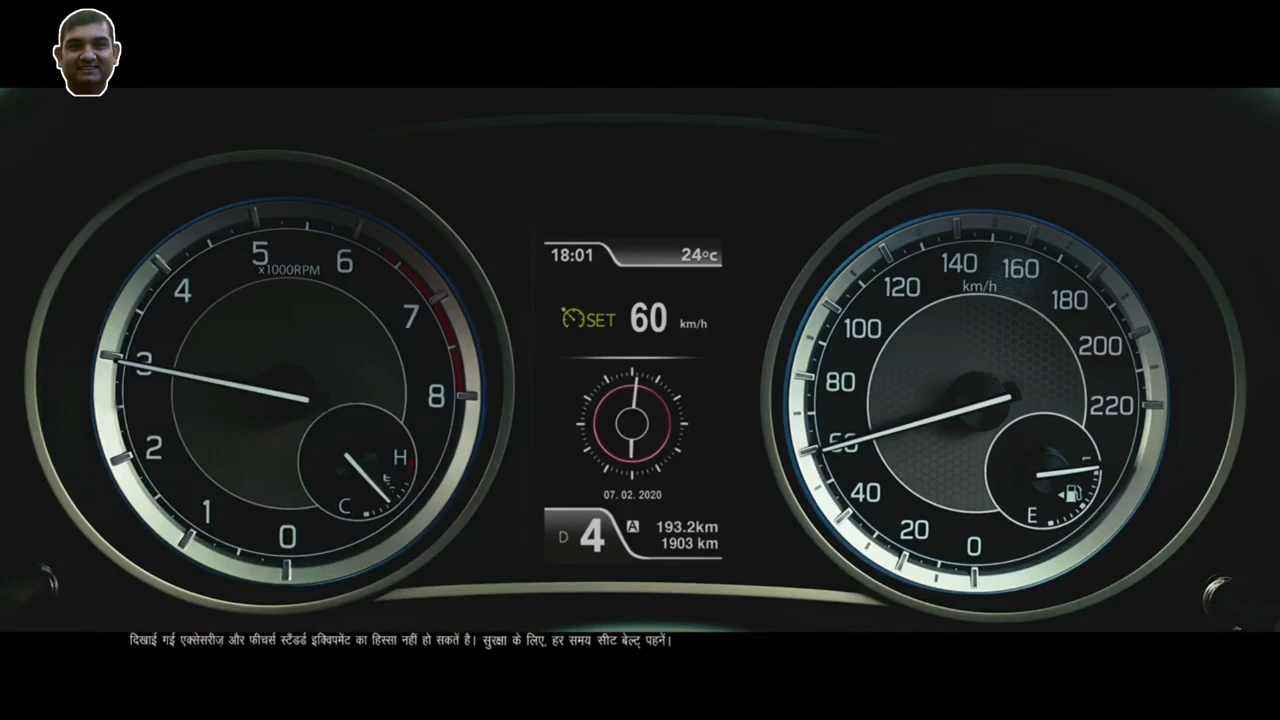 5
6
x1000RPM
4
7
3
8
2
H
1
C
0
18:01 24°C
SET 60 km/h
07. 02. 2020
D 4 A 193.2km
1903 km
140
160
km/h
120
180
100
200
80
220
60
40
E
20
0
दिखाई गई एक्सेसरीज़ और फीचर्स स्टैंडर्ड इक्विपमेंट का हिस्सा नहीं हो सकते है। सुरक्षा के लिए, हर समय सीट बेल्ट् पहनें।